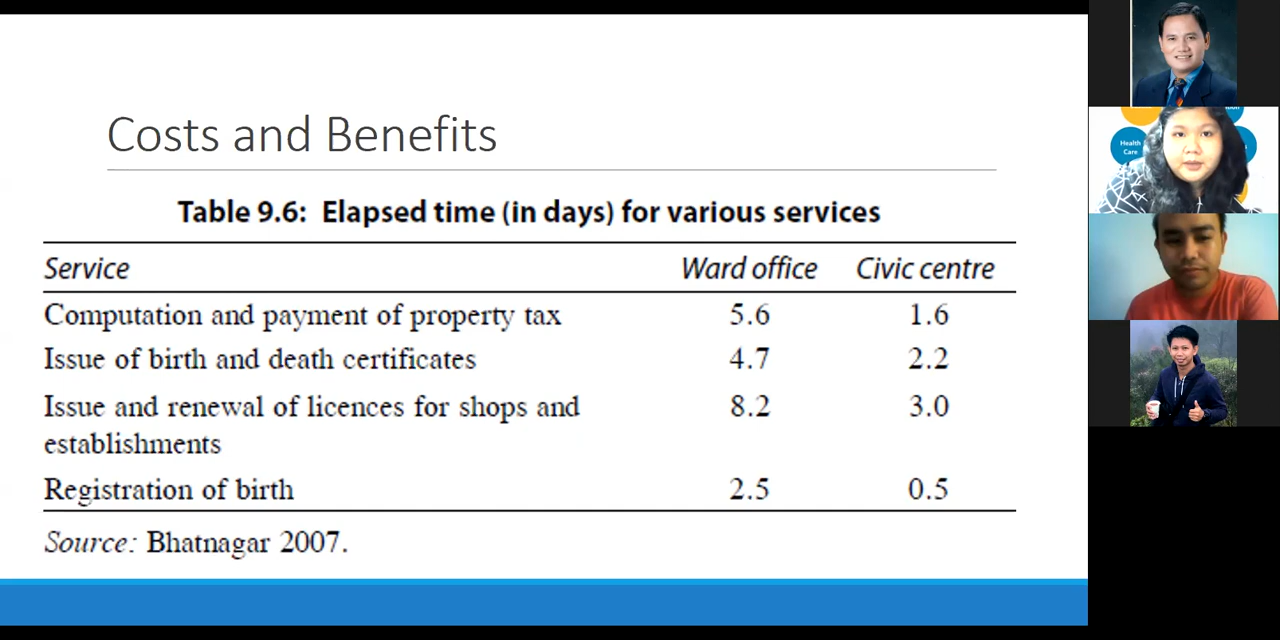 Costs and Benefits
Table 9.6: Elapsed time (in days) for various services
Service Ward office Civic centre
Computation and payment of property tax 5.6 1.6
Issue of birth and death certificates 4.7 2.2
Issue and renewal of licences for shops and 8.2 3.0
establishments
Registration of birth 2.5 0.5
Source: Bhatnagar 2007.
Health
Care